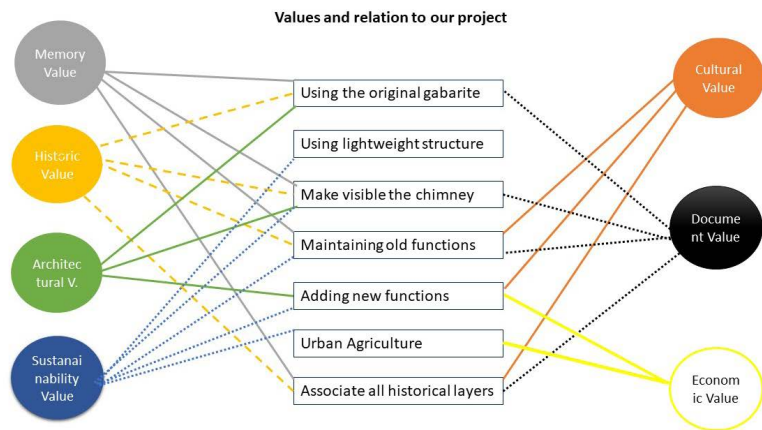 Values and relation to our project
Memory
Value
Historic
Value
Architec
tural V.
Sustanai
nability
Value
Using the original gabarite
Using lightweight structure
Make visible the chimney
Maintaining old functions
Adding new functions
Urban Agriculture
Associate all historical layers
Cultural
Value
Docume
nt Value
Econom
ic Value